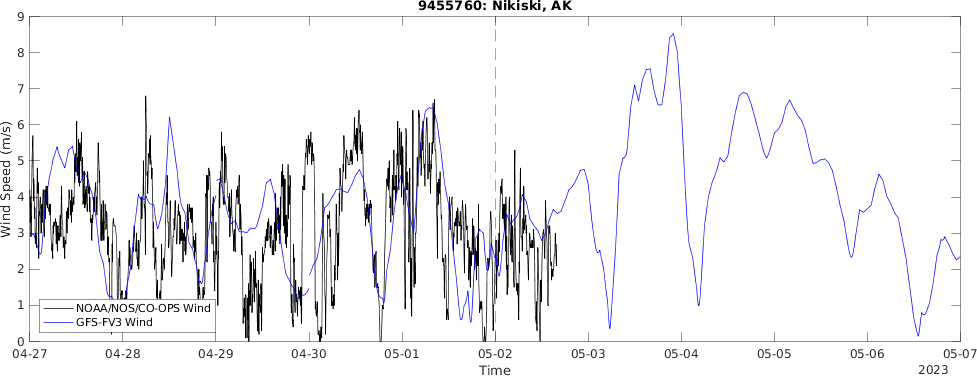 9455760: Nikiski, AK
9
8
7
6
5
4
3
2
1
0
Wind Speed (m/s)
NOAA/NOS/CO-OPS Wind
GFS-FV3 Wind
04-27 04-28 04-29 04-30 05-01 05-02 05-03 05-04 05-05 05-06 05-07
Time
2023